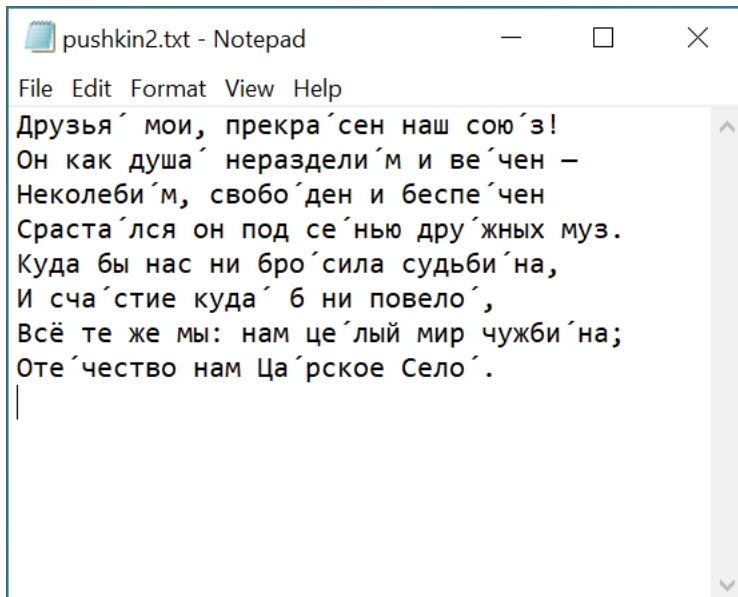 pushkin2.txt - Notepad
File Edit Format View Help
Друзья´ мои, прекра´сен наш сою´з!
Он как душа´ неразделиʼм и ве´чен —
Неколеби´м, свобо´ден и беспе´чен
Сраста´лся он под се´нью дру´жных муз.
Куда бы нас ни бро´сила судьби´на,
И сча´стие куда´ б ни повело´,
Всё те же мы: нам це´лый мир чужби´на;
Оте´чество нам Ца´рское Село´.